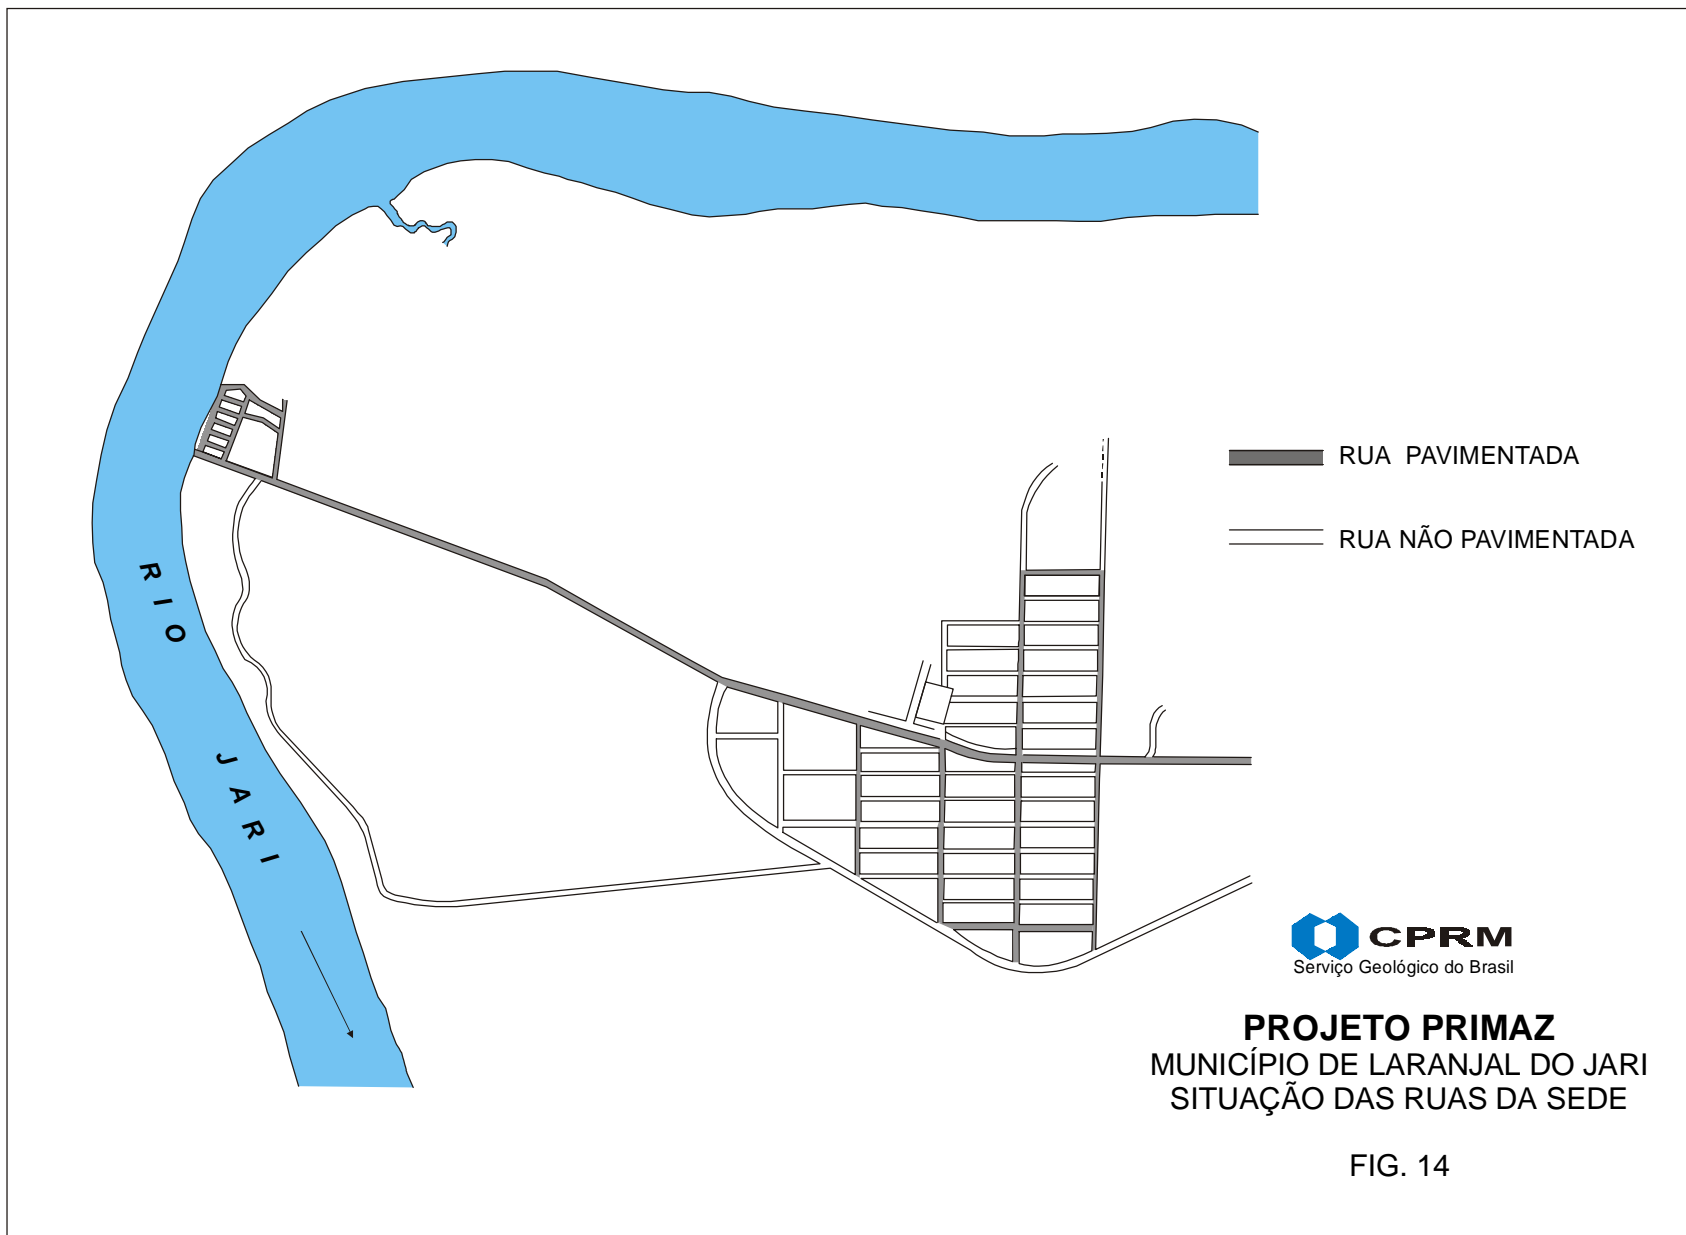 RUA PAVIMENTADA
RUA NÃO PAVIMENTADA
RIO JARI
CPRM
Serviço Geológico do Brasil
PROJETO PRIMAZ
MUNICÍPIO DE LARANJAL DO JARI
SITUAÇÃO DAS RUAS DA SEDE
FIG. 14